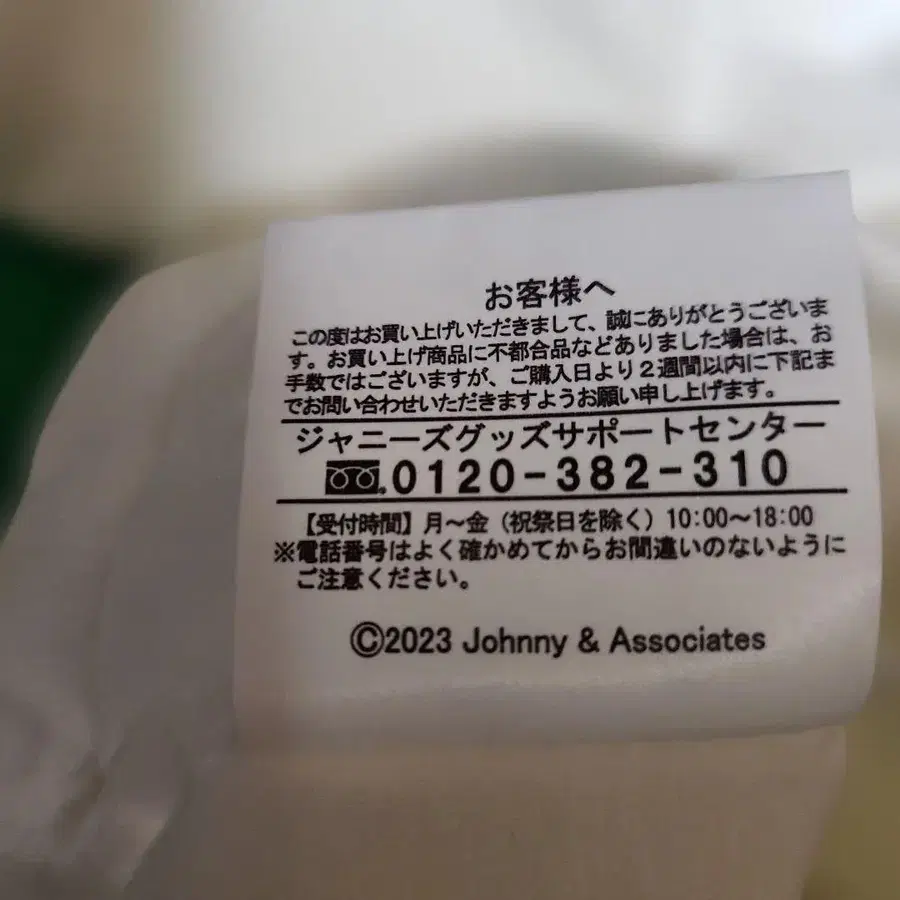 お客様へ
この度はお買い上げいただきまして、誠にありがとうございま
す。お買い上げ商品に不都合品などありました場合は、お
手数ではございますが、ご購入日より2週間以内に下記ま
でお問い合わせいただきますようお願い申し上げます。
ジャニーズグッズサポートセンター
0120-382-310
【受付時間】月～金（祝祭日を除く）10:00～18:00
※電話番号はよく確かめてからお間違いのないように
ご注意ください。
©2023 Johnny & Associates